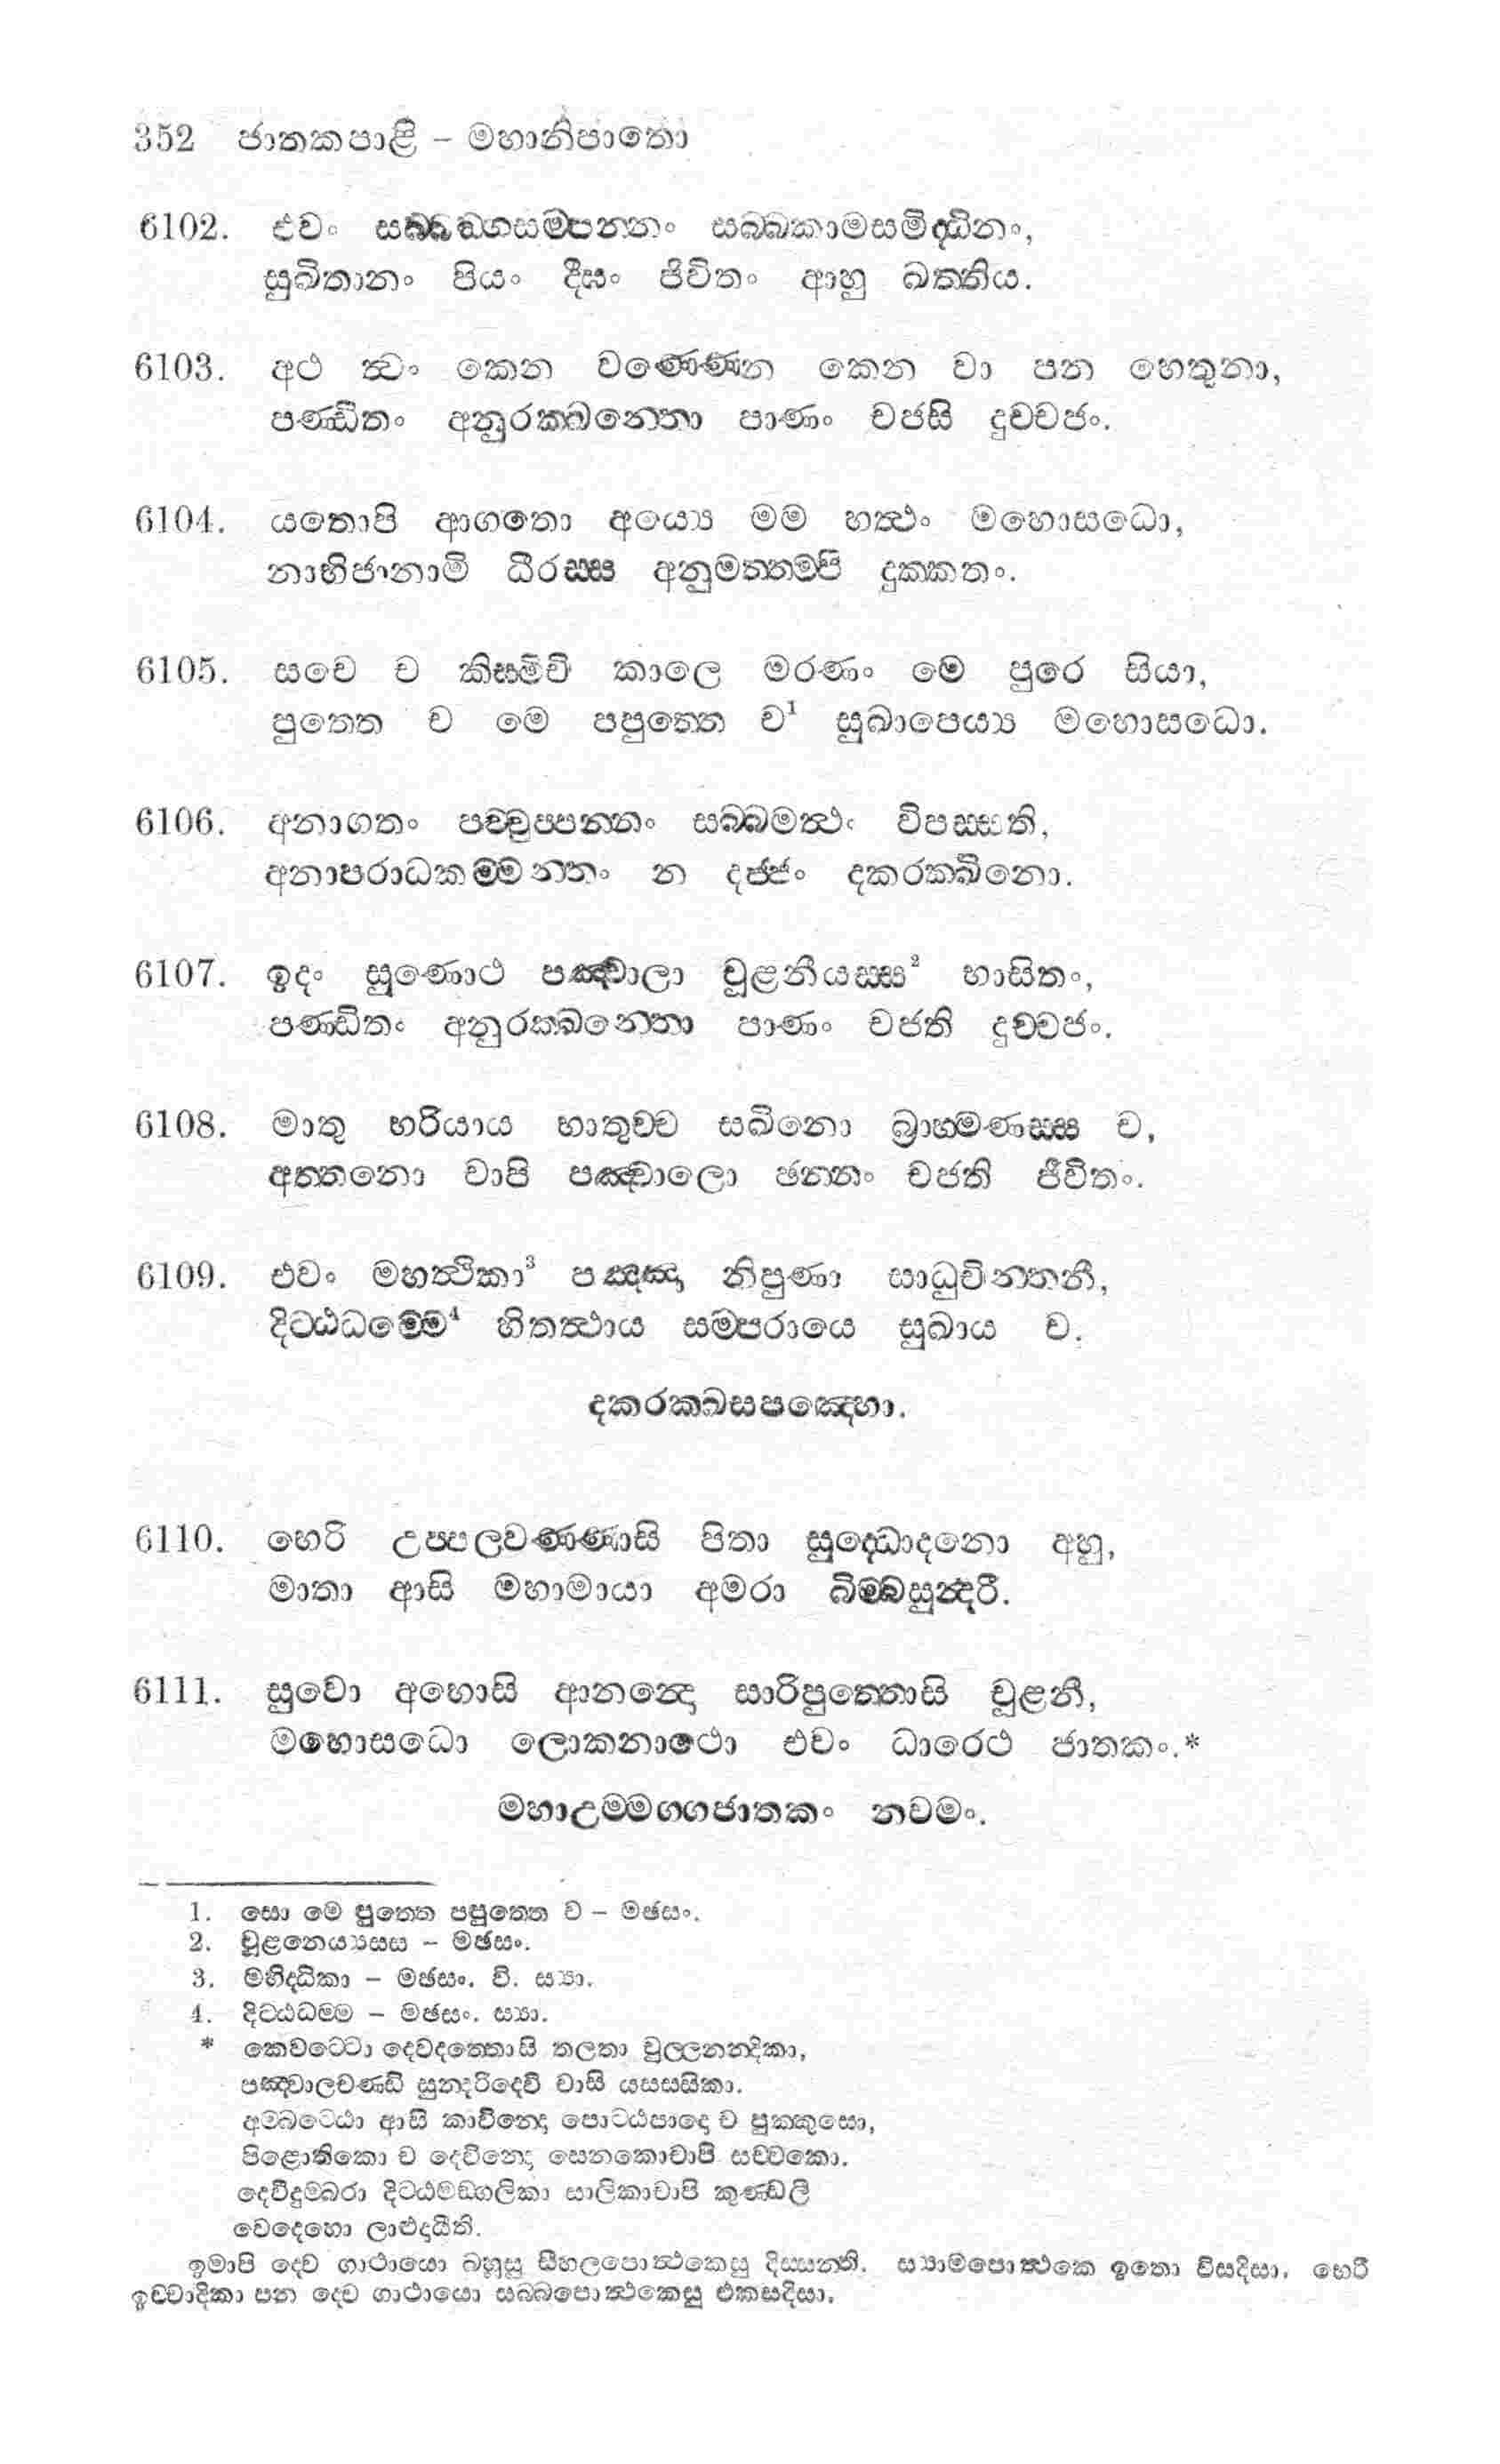 352 ජාතකපාළි – මහානිපාතො
6102. එවං සබ්බඞ්ගසම්පන්නං සබ්බකාමසමිද්ධිනං,
සුඛිතානං පියං දීඝං ජිවිතං ආහු ඛත්තිය.
6103. අථ ත්වං කෙන වණ්ණෙන කෙන වා පන හෙතුනා,
පණ්ඩිතං අනුරක්ඛන්තො පාණං චජසි දුච්චජං.
6104. යතොපි ආගතො අය්‍යෙ මම හත්ථං මහොසධො,
නාභිජානාමි ධීරස්ස අනුමත්තම්පි දුක්කතං.
6105. සචෙ ච කිස්මිචි කාලෙ මරණං මෙ පුරෙ සියා,
පුත්තෙ ච මෙ පපුත්තෙ ච¹ සුඛාපෙය්‍ය මහොසධො.
6106. අනාගතං පච්චුප්පන්නං සබ්බමත්ථං විපස්සති,
අනාපරාධකම්මන්තං න දජ්ජං දකරක්ඛිනො.
6107. ඉදං සුණොථ පඤ්චාලා චූළනීයස්ස² භාසිතං,
පණ්ඩිතං අනුරක්ඛන්තො පාණං චජති දුච්චජං.
6108. මාතු භරියාය භාතුච්ච සඛිනො බ්‍රාහ්මණස්ස ච,
අත්තනො චාපි පඤ්චාලො ඡන්නං චජති ජීවිතං.
6109. එවං මහත්ථිකා³ පඤ්ඤා නිපුණා සාධුචින්තනී,
දිට්ඨධම්මෙ⁴ හිතත්ථාය සම්පරායෙ සුඛාය ච.
දකරක්ඛසපඤ්හො.
6110. භෙරි උප්පලවණ්ණාසි පිතා සුද්ධොදනො අහු,
මාතා ආසි මහාමායා අමරා බිම්බසුන්දරී.
6111. සුවො අහොසි ආනන්දො සාරිපුත්තොසි චූළනී,
මහොසධො ලොකනාථො එවං ධාරෙථ ජාතකං.*
මහාඋම්මග්ගජාතකං නවමං.
1. සො මෙ පුත්තෙ පපුත්තෙ ච – මඡසං.
2. චූළනෙය්‍යස්ස – මඡසං.
3. මහිද්ධිකා – මඡසං. වි. ස්‍යා.
4. දිට්ඨධම්ම – මඡසං. ස්‍යා.
* කෙවට්ටො දෙවදත්තොසි තලතා චුල්ලනන්දිකා,
පඤ්චාලචණ්ඩි සුන්දරිදෙවි චාසි යසස්සිකා.
අම්බට්ඨො ආසි කාවින්දො පොට්ඨපාදො ච පුක්කුසො,
පිළොතිකො ච දෙවින්දො සෙනකොචාපි සච්චකො.
දෙවිදුම්බරා දිට්ඨමඞ්ගලිකා සාලිකාචාපි කුණ්ඩලි
වෙදෙහො ලාළුදායීති.
ඉමාපි ද්වෙ ගාථායො බහූසු සීහලපොත්ථකෙසු දිස්සන්ති. ස්‍යාමපොත්ථකෙ ඉතො විසදිසා, භෙරී
ඉච්චාදිකා පන ද්වෙ ගාථායො සබ්බපොත්ථකෙසු එකසදිසා.